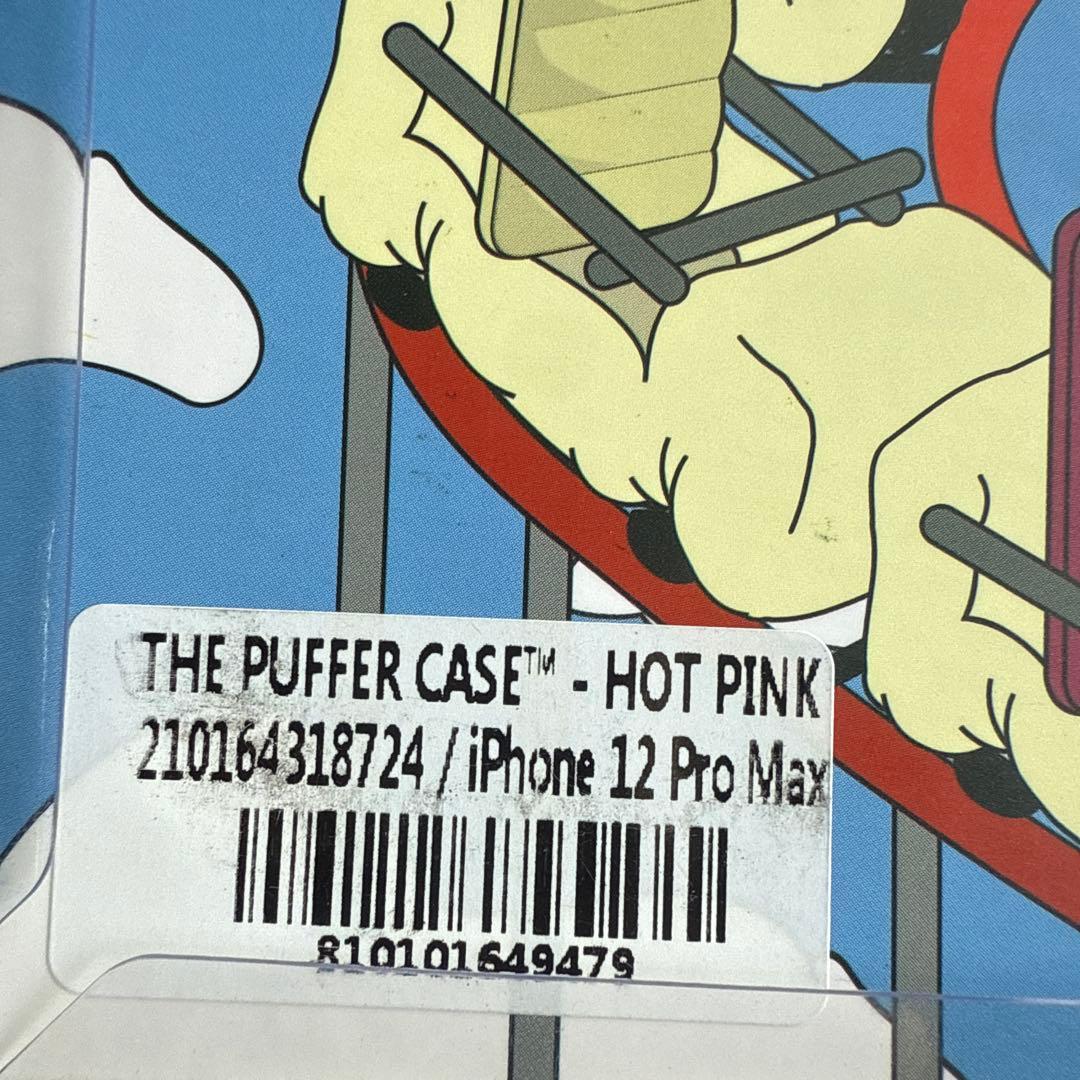 THE PUFFER CASE™ - HOT PINK
210164318724 / iPhone 12 Pro Max
810101649479